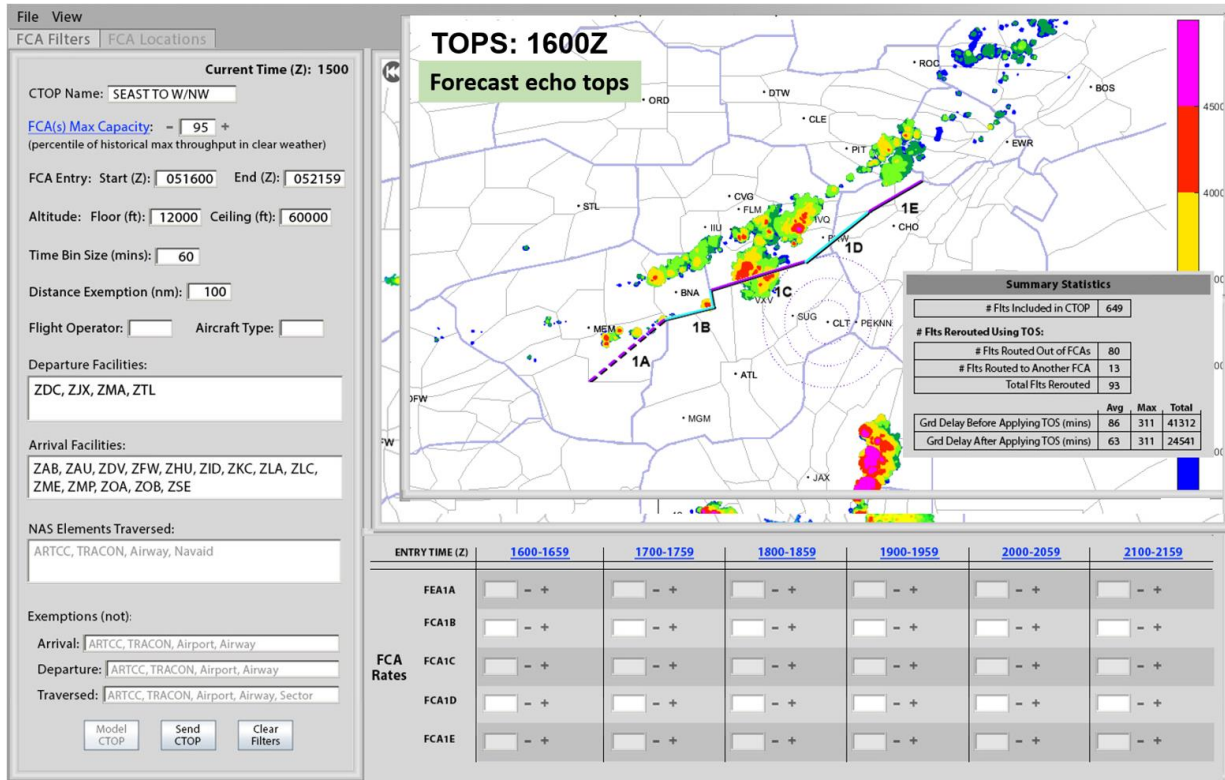 File View
FCA Filters FCA Locations
Current Time (Z): 1500
CTOP Name: SEAST TO W/NW
FCA(s) Max Capacity: - 95 +
(percentile of historical max throughput in clear weather)
FCA Entry: Start (Z): 051600 End (Z): 052159
Altitude: Floor (ft): 12000 Ceiling (ft): 60000
Time Bin Size (mins): 60
Distance Exemption (nm): 100
Flight Operator: Aircraft Type:
Departure Facilities:
ZDC, ZJX, ZMA, ZTL
Arrival Facilities:
ZAB, ZAU, ZDV, ZFW, ZHU, ZID, ZKC, ZLA, ZLC,
ZME, ZMP, ZOA, ZOB, ZSE
NAS Elements Traversed:
ARTCC, TRACON, Airway, Navaid
Exemptions (not):
Arrival: ARTCC, TRACON, Airport, Airway
Departure: ARTCC, TRACON, Airport, Airway
Traversed: ARTCC, TRACON, Airport, Airway, Sector
Model CTOP
Send CTOP
Clear Filters
TOPS: 1600Z
Forecast echo tops
ROC
BOS
DTW
ORD
CLE
EWR
PIT
CVG
STL
FLM
IIU
1VQ
1E
CHO
1D
BNA
1C
VXV
1B
SUG
CLT
PEKNN
MEM
1A
ATL
MGM
JAX
4500
4000
Summary Statistics
# Flts Included in CTOP 649
# Flts Rerouted Using TOS:
# Flts Routed Out of FCAs 80
# Flts Routed to Another FCA 13
Total Flts Rerouted 93
Avg Max Total
Grd Delay Before Applying TOS (mins) 86 311 41312
Grd Delay After Applying TOS (mins) 63 311 24541
ENTRY TIME (Z) 1600-1659 1700-1759 1800-1859 1900-1959 2000-2059 2100-2159
FCA Rates
FEA1A - + - + - + - + - + - +
FCA1B - + - + - + - + - + - +
FCA1C - + - + - + - + - + - +
FCA1D - + - + - + - + - + - +
FCA1E - + - + - + - + - + - +